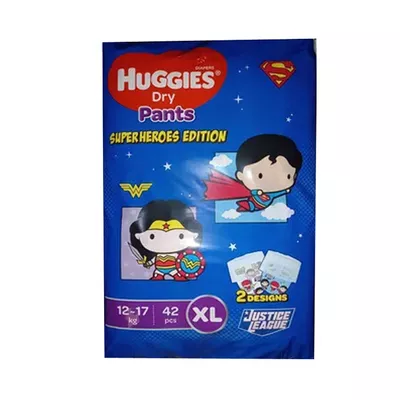 DIAPERS
HUGGIES®
Dry
Pants
SUPERHEROES EDITION
12-17
kg
42
pcs
XL
2 DESIGNS
JUSTICE
LEAGUE